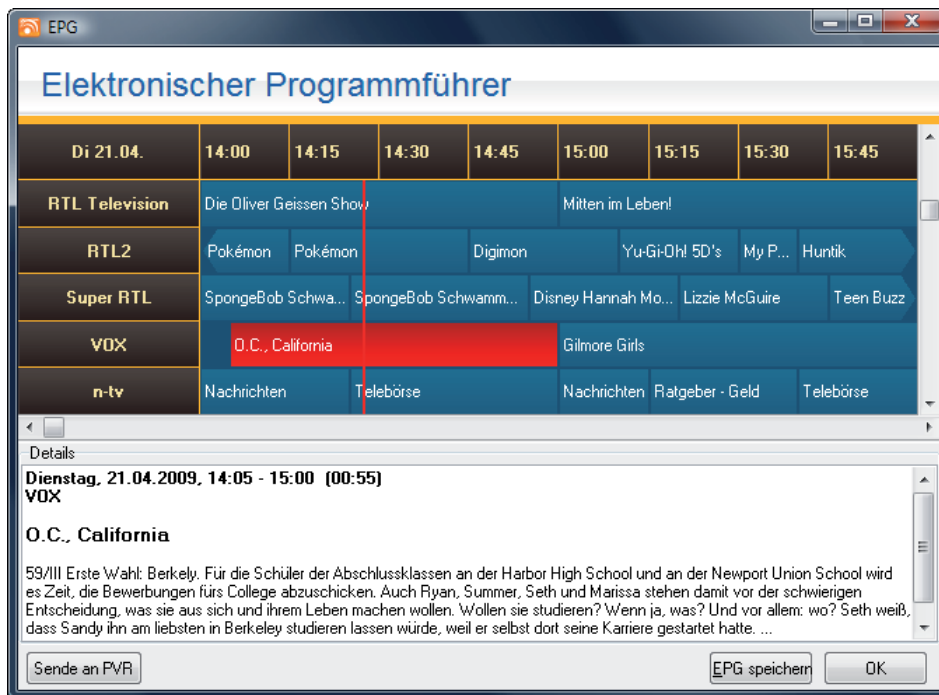 EPG
Elektronischer Programmführer
Di 21.04. 14:00 14:15 14:30 14:45 15:00 15:15 15:30 15:45
RTL Television Die Oliver Geissen Show Mitten im Leben!
RTL2 Pokémon Pokémon Digimon Yu-Gi-Oh! 5D's My P... Huntik
Super RTL SpongeBob Schwa... SpongeBob Schwamm... Disney Hannah Mo... Lizzie McGuire Teen Buzz
VOX O.C., California Gilmore Girls
n-tv Nachrichten Telebörse Nachrichten Ratgeber - Geld Telebörse
Details
Dienstag, 21.04.2009, 14:05 - 15:00 (00:55)
VOX
O.C., California
59/III Erste Wahl: Berkely. Für die Schüler der Abschlussklassen an der Harbor High School und an der Newport Union School wird
es Zeit, die Bewerbungen fürs College abzuschicken. Auch Ryan, Summer, Seth und Marissa stehen damit vor der schwierigen
Entscheidung, was sie aus sich und ihrem Leben machen wollen. Wollen sie studieren? Wenn ja, was? Und vor allem: wo? Seth weiß,
dass Sandy ihn am liebsten in Berkeley studieren lassen würde, weil er selbst dort seine Karriere gestartet hatte. ...
Sende an PVR EPG speichern OK